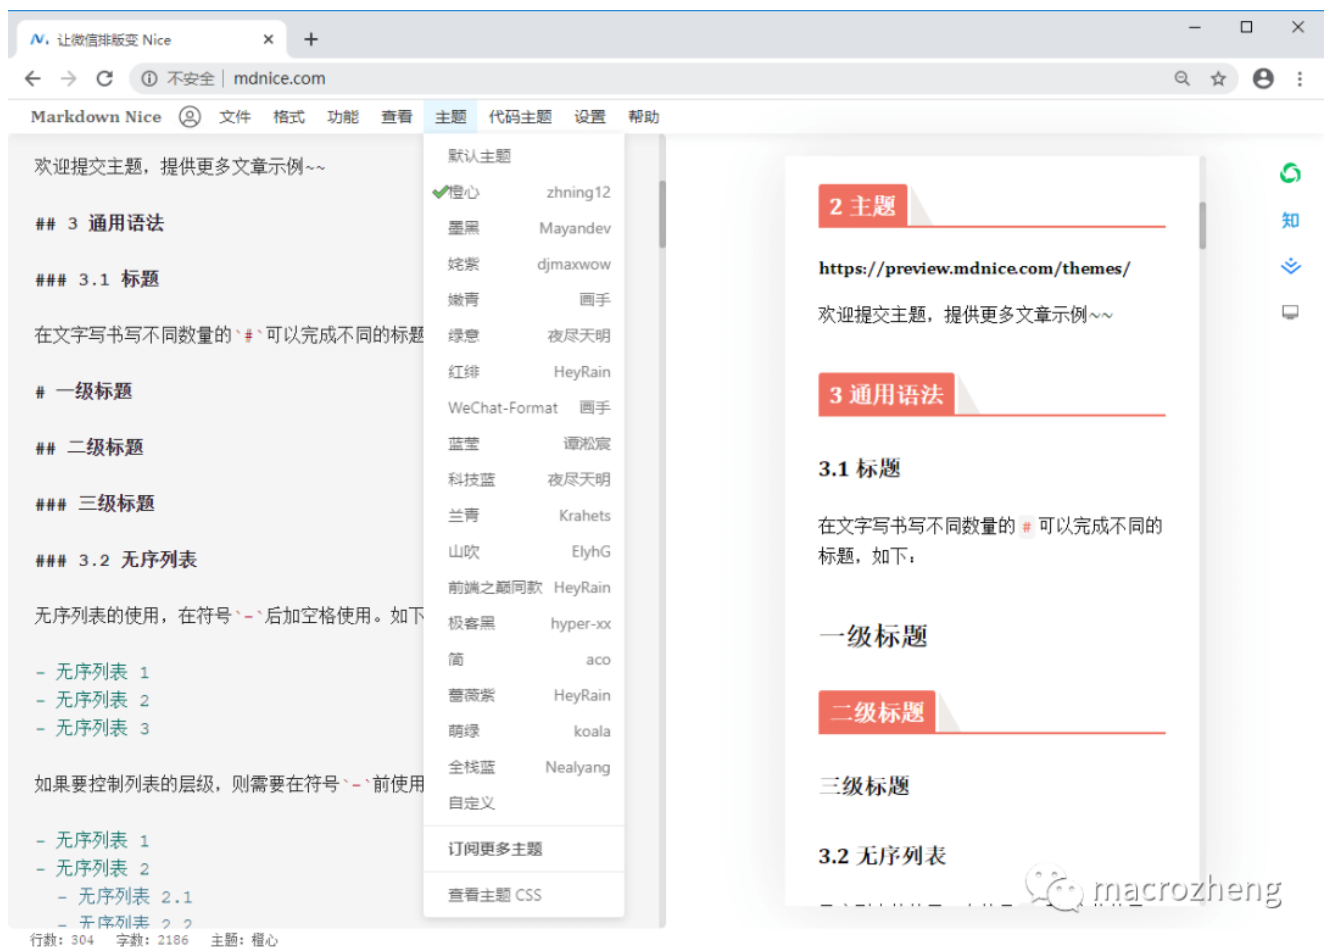 让微信排版变 Nice
不安全 mdnice.com
Markdown Nice 文件 格式 功能 查看 主题 代码主题 设置 帮助
欢迎提交主题，提供更多文章示例~~
## 3 通用语法
### 3.1 标题
在文字写书写不同数量的`#`可以完成不同的标题
# 一级标题
## 二级标题
### 三级标题
### 3.2 无序列表
无序列表的使用，在符号`-`后加空格使用。如下
- 无序列表 1
- 无序列表 2
- 无序列表 3
如果要控制列表的层级，则需要在符号`-`前使用
- 无序列表 1
- 无序列表 2
- 无序列表 2.1
- 无序列表 2.2
默认主题
橙心 zhning12
墨黑 Mayandev
姹紫 djmaxwow
嫩青 画手
绿意 夜尽天明
红绯 HeyRain
WeChat-Format 画手
蓝莹 谭淞宸
科技蓝 夜尽天明
兰青 Krahets
山吹 ElyhG
前端之巅同款 HeyRain
极客黑 hyper-xx
简 aco
蔷薇紫 HeyRain
萌绿 koala
全栈蓝 Nealyang
自定义
订阅更多主题
查看主题 CSS
2 主题
https://preview.mdnice.com/themes/
欢迎提交主题，提供更多文章示例~~
3 通用语法
3.1 标题
在文字写书写不同数量的 # 可以完成不同的
标题，如下：
一级标题
二级标题
三级标题
3.2 无序列表
知
macrozheng
行数：304 字数：2186 主题：橙心